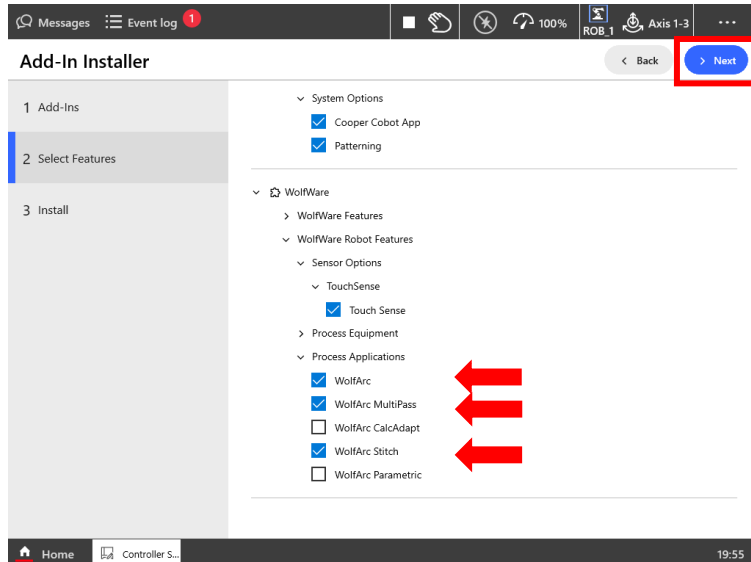 Messages Event log 1 100% ROB_1 Axis 1-3 ...
Add-In Installer Back Next
1 Add-Ins
2 Select Features
3 Install
System Options
Cooper Cobot App
Patterning
WolfWare
WolfWare Features
WolfWare Robot Features
Sensor Options
TouchSense
Touch Sense
Process Equipment
Process Applications
WolfArc
WolfArc MultiPass
WolfArc CalcAdapt
WolfArc Stitch
WolfArc Parametric
Home Controller S... 19:55